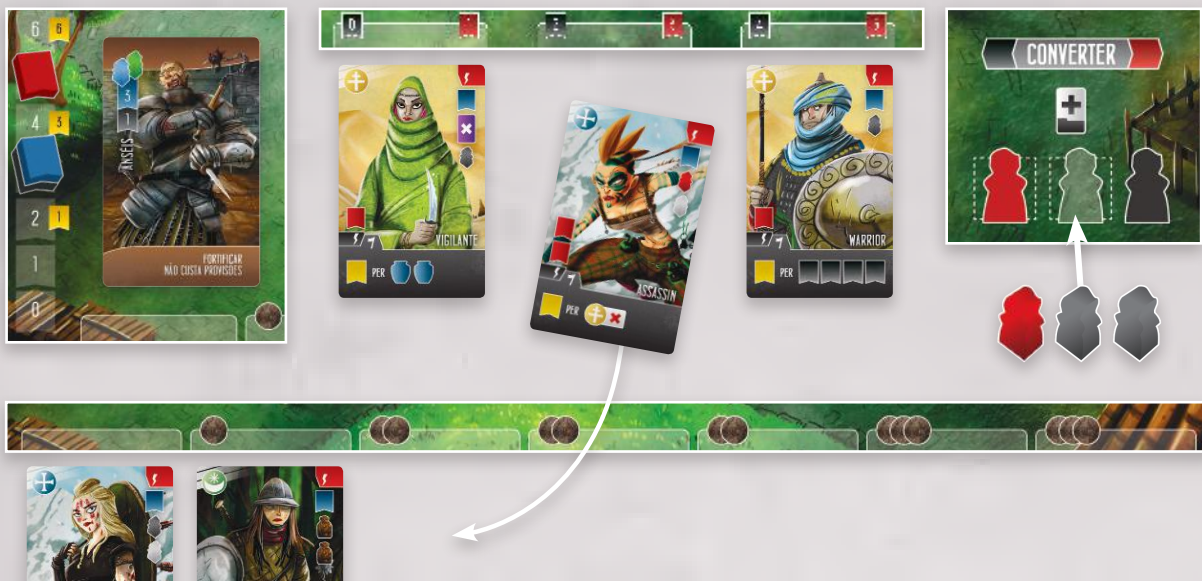 6 6
4 3
2 1
1
0
3
1
ANSEIS
FORTIFICAR
NÃO CUSTA PROVISÕES
0
VIGILANTE
PER
ASSASSIN
PER
WARRIOR
PER
CONVERTER